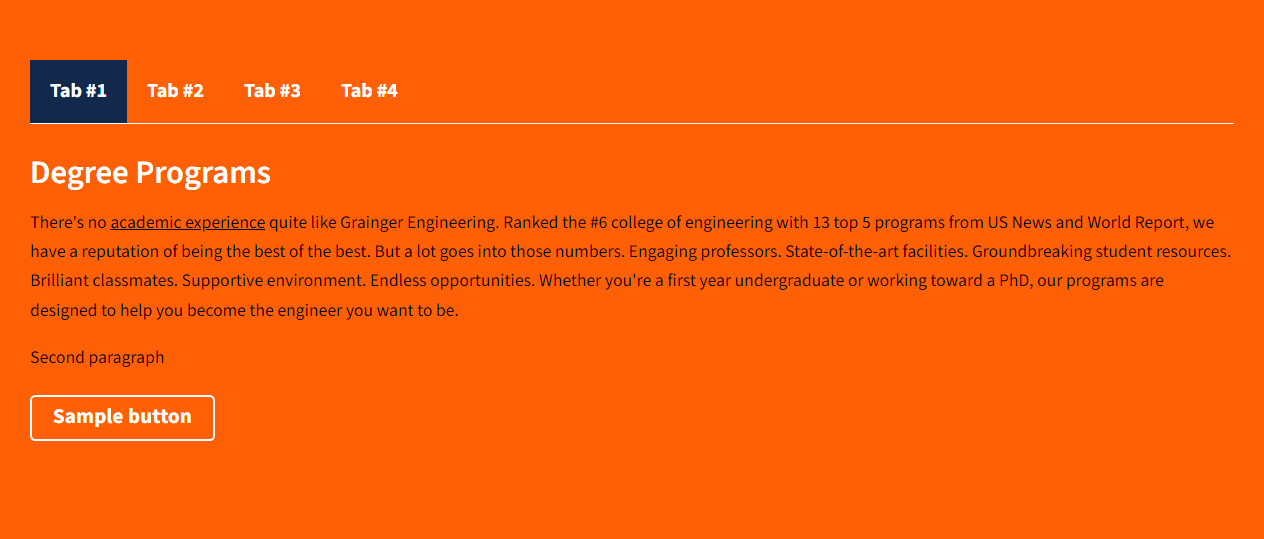 Tab #1 Tab #2 Tab #3 Tab #4
Degree Programs
There's no academic experience quite like Grainger Engineering. Ranked the #6 college of engineering with 13 top 5 programs from US News and World Report, we
have a reputation of being the best of the best. But a lot goes into those numbers. Engaging professors. State-of-the-art facilities. Groundbreaking student resources.
Brilliant classmates. Supportive environment. Endless opportunities. Whether you're a first year undergraduate or working toward a PhD, our programs are
designed to help you become the engineer you want to be.
Second paragraph
Sample button